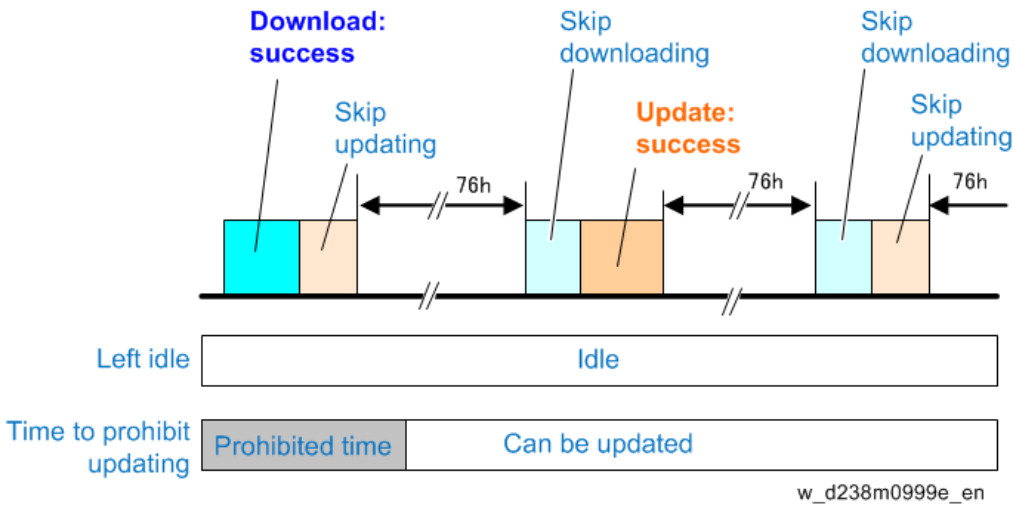 Download:
success
Skip
updating
76h
Skip
downloading
Update:
success
76h
Skip
downloading
Skip
updating
76h
Left idle
Idle
Time to prohibit
updating
Prohibited time
Can be updated
w_d238m0999e_en